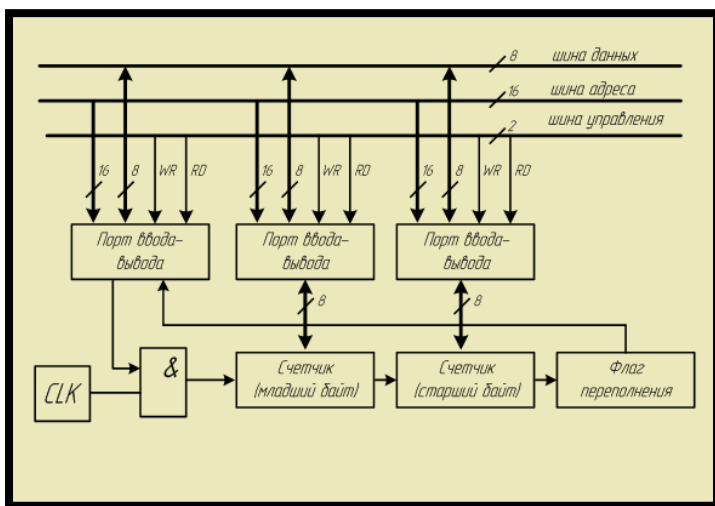 8 шина данных
16 шина адреса
2 шина управления
16 8 WR RD
16 8 WR RD
16 8 WR RD
Порт ввода-
вывода
Порт ввода-
вывода
Порт ввода-
вывода
8
8
CLK
&
Счетчик
(младший байт)
Счетчик
(старший байт)
Флаг
переполнения